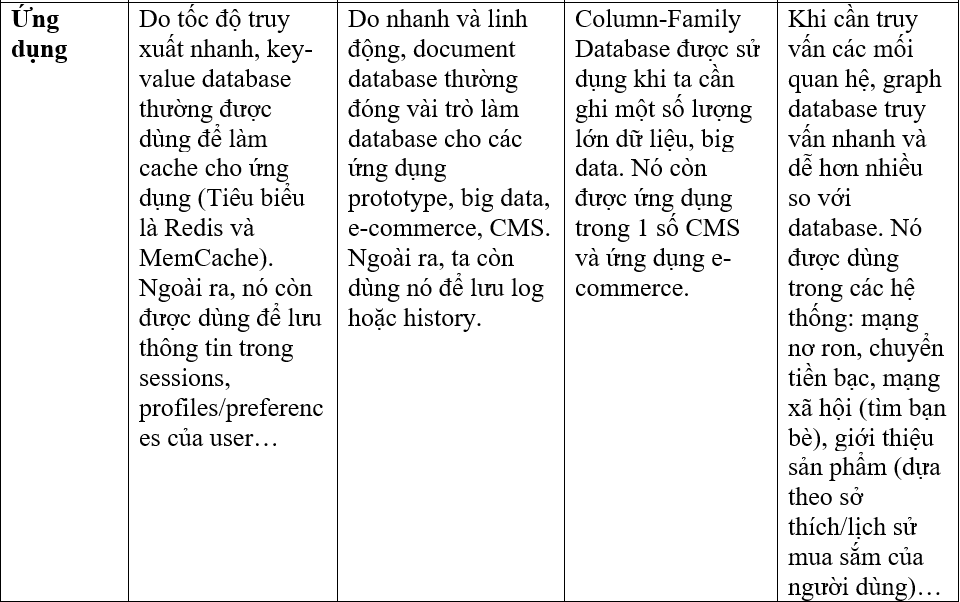 Ứng
dụng
Do tốc độ truy
xuất nhanh, key-
value database
thường được
dùng để làm
cache cho ứng
dụng (Tiêu biểu
là Redis và
MemCache).
Ngoài ra, nó còn
được dùng để lưu
thông tin trong
sessions,
profiles/preferenc
es của user…
Do nhanh và linh
động, document
database thường
đóng vài trò làm
database cho các
ứng dụng
prototype, big data,
e-commerce, CMS.
Ngoài ra, ta còn
dùng nó để lưu log
hoặc history.
Column-Family
Database được sử
dụng khi ta cần
ghi một số lượng
lớn dữ liệu, big
data. Nó còn
được ứng dụng
trong 1 số CMS
và ứng dụng e-
commerce.
Khi cần truy
vấn các mối
quan hệ, graph
database truy
vấn nhanh và
dễ hơn nhiều
so với
database. Nó
được dùng
trong các hệ
thống: mạng
nơ ron, chuyển
tiền bạc, mạng
xã hội (tìm bạn
bè), giới thiệu
sản phẩm (dựa
theo sở
thích/lịch sử
mua sắm của
người dùng)…